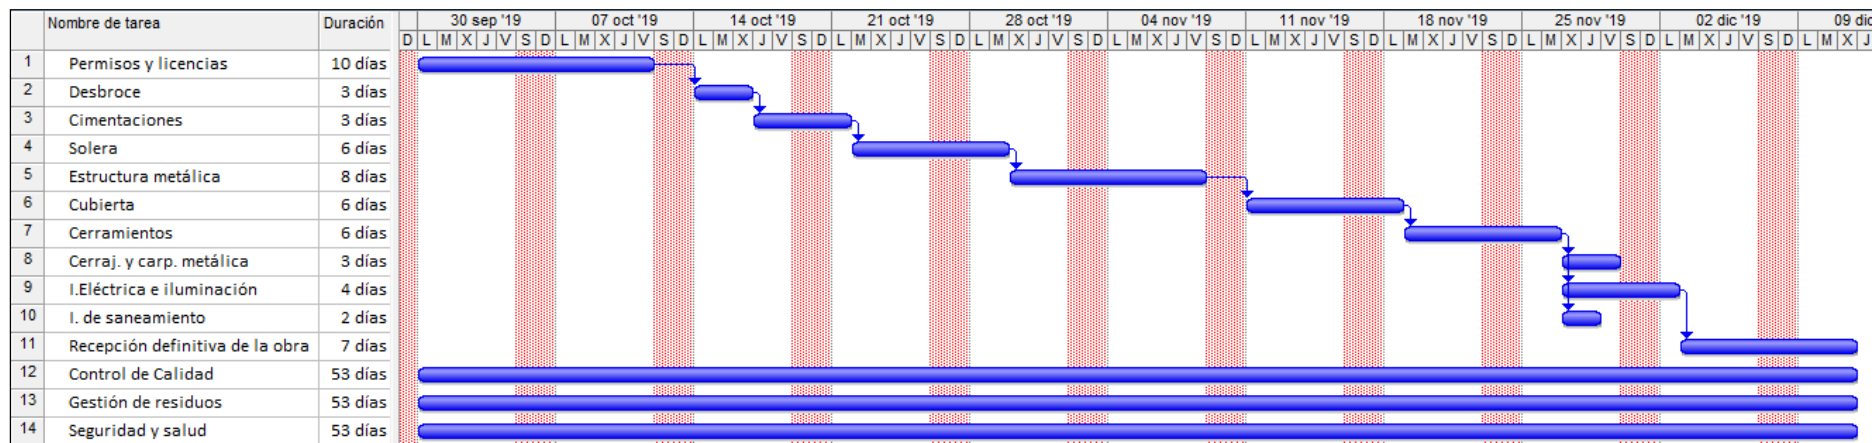 Nombre de tarea Duración 30 sep '19 07 oct '19 14 oct '19 21 oct '19 28 oct '19 04 nov '19 11 nov '19 18 nov '19 25 nov '19 02 dic '19 09 dic
D L M X J V S D L M X J V S D L M X J V S D L M X J V S D L M X J V S D L M X J V S D L M X J V S D L M X J V S D L M X J V S D L M X J V S D L M X J
1 Permisos y licencias 10 días
2 Desbroce 3 días
3 Cimentaciones 3 días
4 Solera 6 días
5 Estructura metálica 8 días
6 Cubierta 6 días
7 Cerramientos 6 días
8 Cerraj. y carp. metálica 3 días
9 I.Eléctrica e iluminación 4 días
10 I. de saneamiento 2 días
11 Recepción definitiva de la obra 7 días
12 Control de Calidad 53 días
13 Gestión de residuos 53 días
14 Seguridad y salud 53 días